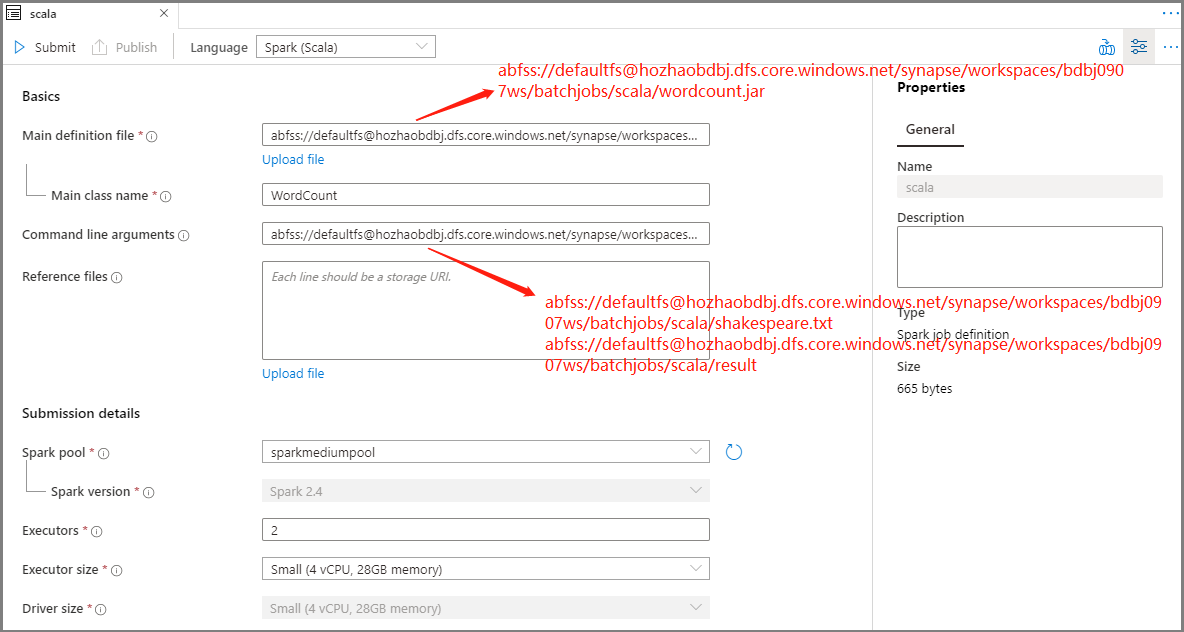 scala
Submit Publish Language Spark (Scala)
abfss://defaultfs@hozhaobdbj.dfs.core.windows.net/synapse/workspaces/bdbj090
7ws/batchjobs/scala/wordcount.jar
Basics
Main definition file *
abfss://defaultfs@hozhaobdbj.dfs.core.windows.net/synapse/workspaces...
Upload file
Main class name *
WordCount
Command line arguments
abfss://defaultfs@hozhaobdbj.dfs.core.windows.net/synapse/workspaces...
Reference files
Each line should be a storage URI.
abfss://defaultfs@hozhaobdbj.dfs.core.windows.net/synapse/workspaces/bdbj09
07ws/batchjobs/scala/shakespeare.txt
abfss://defaultfs@hozhaobdbj.dfs.core.windows.net/synapse/workspaces/bdbj09
07ws/batchjobs/scala/result
Upload file
Submission details
Spark pool *
sparkmediumpool
Spark version *
Spark 2.4
Executors *
2
Executor size *
Small (4 vCPU, 28GB memory)
Driver size *
Small (4 vCPU, 28GB memory)
Properties
General
Name
scala
Description
Type
Spark job definition
Size
665 bytes